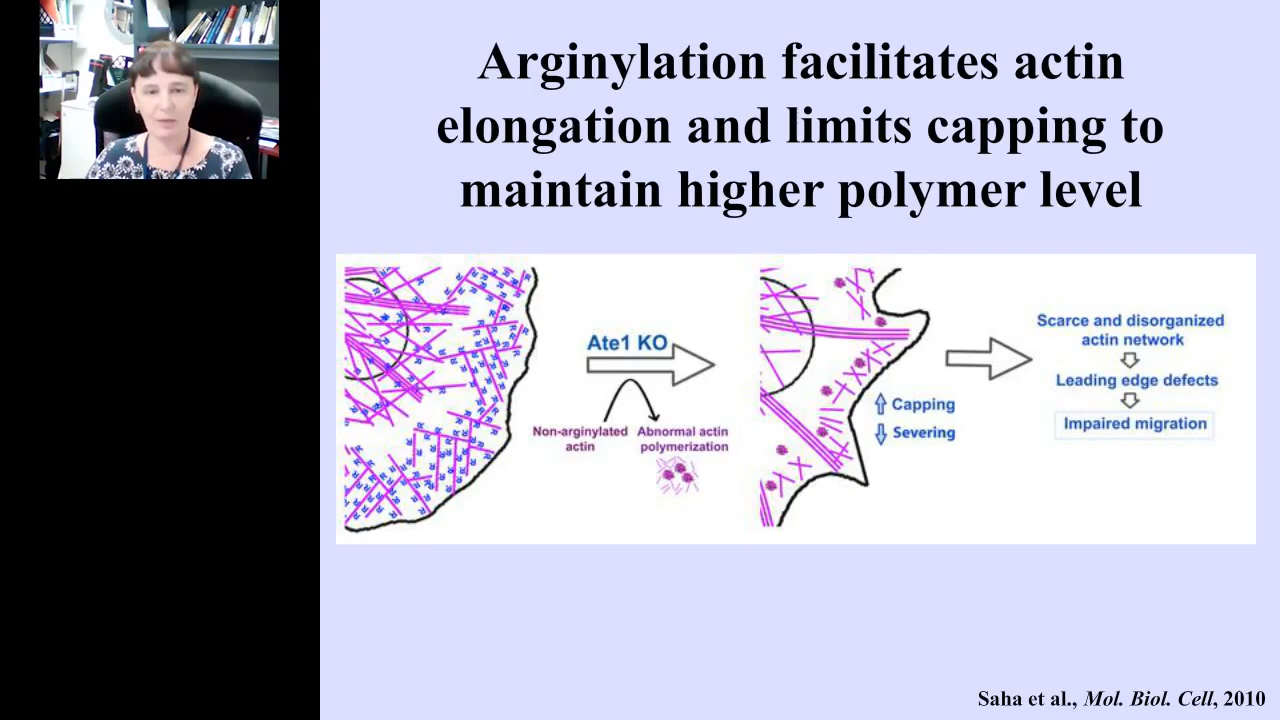 Arginylation facilitates actin
elongation and limits capping to
maintain higher polymer level
Ate1 KO
Non-arginylated
actin
Abnormal actin
polymerization
Capping
Severing
Scarce and disorganized
actin network
Leading edge defects
Impaired migration
Saha et al., Mol. Biol. Cell, 2010